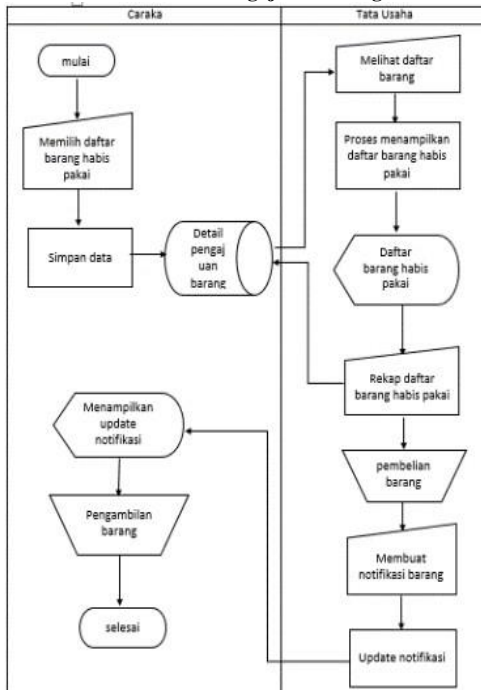 Caraka
Tata Usaha
mulai
Memilih daftar
barang habis
pakai
Simpan data
Detail
pengaj
uan
barang
Melihat daftar
barang
Proses menampilkan
daftar barang habis
pakai
Daftar
barang habis
pakai
Rekap daftar
barang habis pakai
pembelian
barang
Membuat
notifikasi barang
Update notifikasi
Menampilkan
update
notifikasi
Pengambilan
barang
selesai